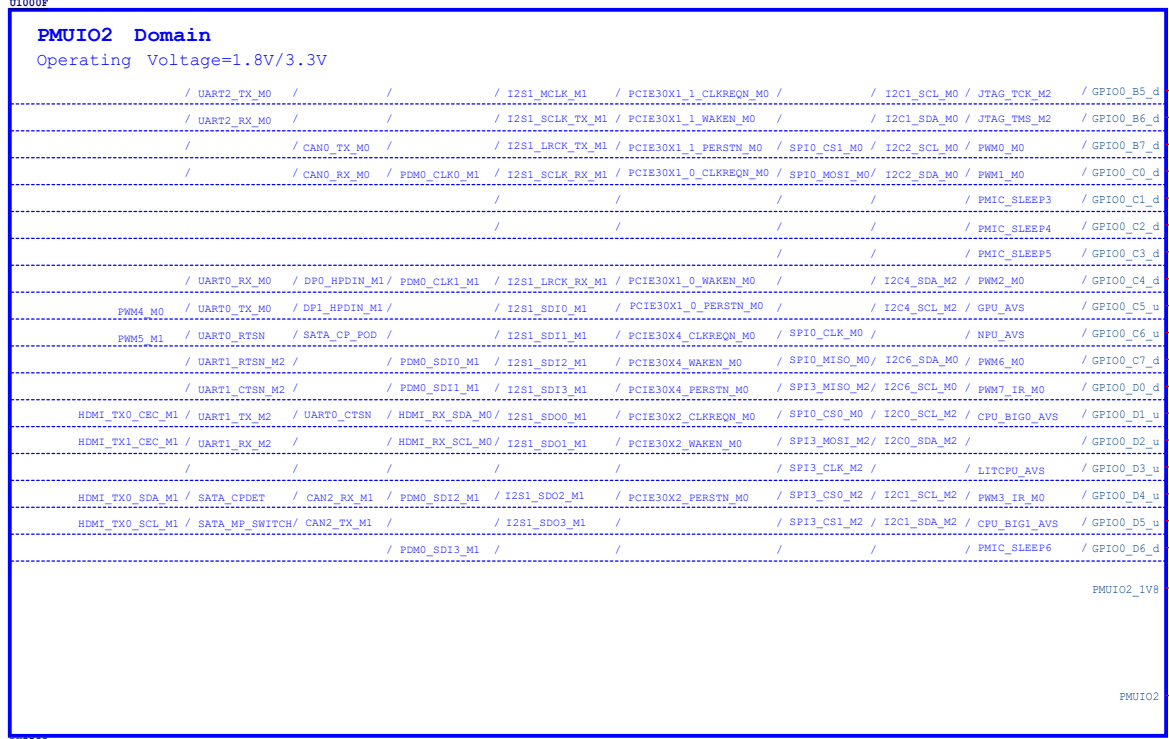 U1000F
PMUIO2 Domain
Operating Voltage=1.8V/3.3V
/ UART2_TX_M0 / / / I2S1_MCLK_M1 / PCIE30X1_1_CLKREQN_M0 / / I2C1_SCL_M0 / JTAG_TCK_M2 / GPIO0_B5_d
/ UART2_RX_M0 / / / I2S1_SCLK_TX_M1 / PCIE30X1_1_WAKEN_M0 / / I2C1_SDA_M0 / JTAG_TMS_M2 / GPIO0_B6_d
/ / CAN0_TX_M0 / / I2S1_LRCK_TX_M1 / PCIE30X1_1_PERSTN_M0 / SPI0_CS1_M0 / I2C2_SCL_M0 / PWM0_M0 / GPIO0_B7_d
/ / CAN0_RX_M0 / PDM0_CLK0_M1 / I2S1_SCLK_RX_M1 / PCIE30X1_0_CLKREQN_M0 / SPI0_MOSI_M0/ I2C2_SDA_M0 / PWM1_M0 / GPIO0_C0_d
/ / / / / PMIC_SLEEP3 / GPIO0_C1_d
/ / / / / PMIC_SLEEP4 / GPIO0_C2_d
/ / / PMIC_SLEEP5 / GPIO0_C3_d
/ UART0_RX_M0 / DP0_HPDIN_M1/ PDM0_CLK1_M1 / I2S1_LRCK_RX_M1 / PCIE30X1_0_WAKEN_M0 / / I2C4_SDA_M2 / PWM2_M0 / GPIO0_C4_d
PWM4_M0 / UART0_TX_M0 / DP1_HPDIN_M1/ / I2S1_SDI0_M1 / PCIE30X1_0_PERSTN_M0 / / I2C4_SCL_M2 / GPU_AVS / GPIO0_C5_u
PWM5_M1 / UART0_RTSN / SATA_CP_POD / / I2S1_SDI1_M1 / PCIE30X4_CLKREQN_M0 / SPI0_CLK_M0 / / NPU_AVS / GPIO0_C6_u
/ UART1_RTSN_M2 / / PDM0_SDI0_M1 / I2S1_SDI2_M1 / PCIE30X4_WAKEN_M0 / SPI0_MISO_M0/ I2C6_SDA_M0 / PWM6_M0 / GPIO0_C7_d
/ UART1_CTSN_M2 / / PDM0_SDI1_M1 / I2S1_SDI3_M1 / PCIE30X4_PERSTN_M0 / SPI3_MISO_M2/ I2C6_SCL_M0 / PWM7_IR_M0 / GPIO0_D0_d
HDMI_TX0_CEC_M1 / UART1_TX_M2 / UART0_CTSN / HDMI_RX_SDA_M0/ I2S1_SDO0_M1 / PCIE30X2_CLKREQN_M0 / SPI0_CS0_M0 / I2C0_SCL_M2 / CPU_BIG0_AVS / GPIO0_D1_u
HDMI_TX1_CEC_M1 / UART1_RX_M2 / / HDMI_RX_SCL_M0/ I2S1_SDO1_M1 / PCIE30X2_WAKEN_M0 / SPI3_MOSI_M2/ I2C0_SDA_M2 / / GPIO0_D2_u
/ / / / / / SPI3_CLK_M2 / / LITCPU_AVS / GPIO0_D3_u
HDMI_TX0_SDA_M1 / SATA_CPDET / CAN2_RX_M1 / PDM0_SDI2_M1 / I2S1_SDO2_M1 / PCIE30X2_PERSTN_M0 / SPI3_CS0_M2 / I2C1_SCL_M2 / PWM3_IR_M0 / GPIO0_D4_u
HDMI_TX0_SCL_M1 / SATA_MP_SWITCH/ CAN2_TX_M1 / / I2S1_SDO3_M1 / / SPI3_CS1_M2 / I2C1_SDA_M2 / CPU_BIG1_AVS / GPIO0_D5_u
/ PDM0_SDI3_M1 / / / / / PMIC_SLEEP6 / GPIO0_D6_d
PMUIO2_1V8
PMUIO2